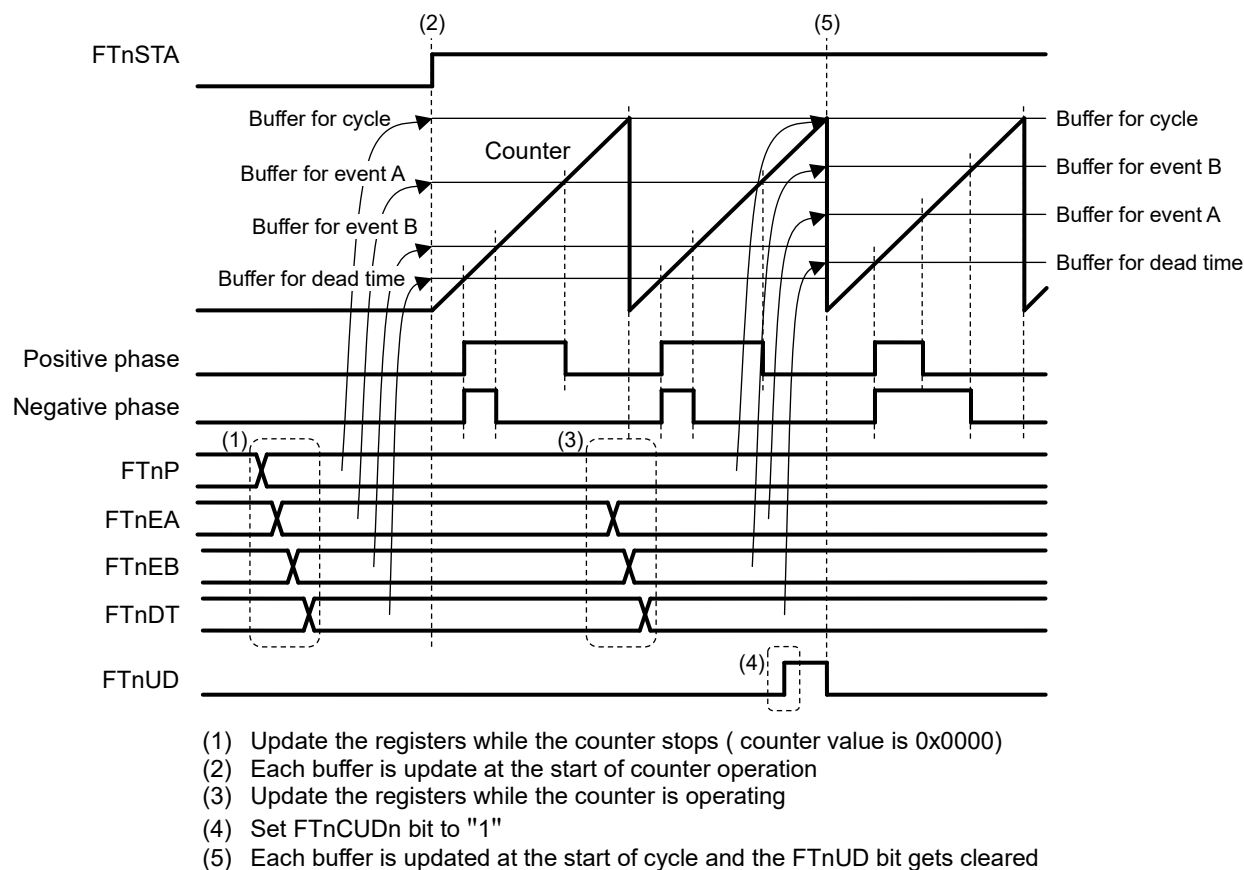 (2)
(5)
FTnSTA
Buffer for cycle
Buffer for cycle
Counter
Buffer for event B
Buffer for event A
Buffer for event A
Buffer for event B
Buffer for dead time
Buffer for dead time
Positive phase
Negative phase
(1)
(3)
FTnP
FTnEA
FTnEB
FTnDT
(4)
FTnUD
(1) Update the registers while the counter stops ( counter value is 0x0000)
(2) Each buffer is update at the start of counter operation
(3) Update the registers while the counter is operating
(4) Set FTnCUDn bit to "1"
(5) Each buffer is updated at the start of cycle and the FTnUD bit gets cleared